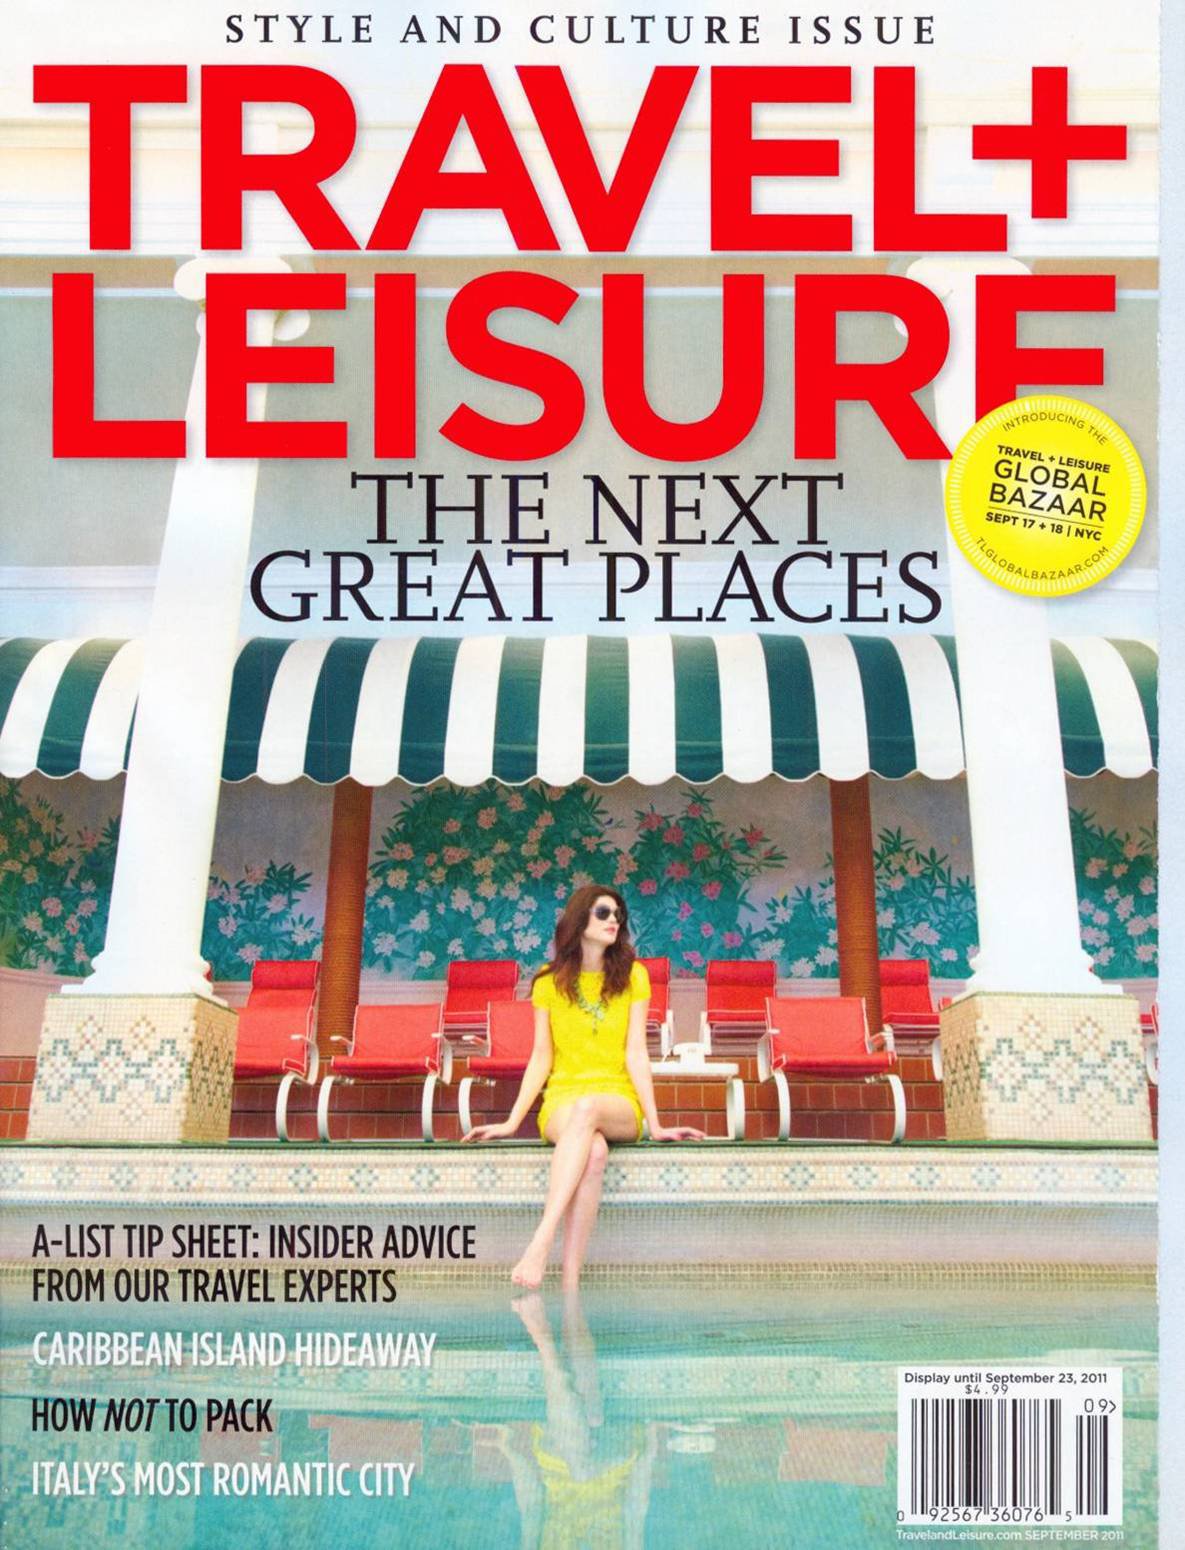 STYLE AND CULTURE ISSUE
TRAVEL+
LEISURE
INTRODUCING THE
TRAVEL + LEISURE
GLOBAL
BAZAAR
SEPT 17 + 18 | NYC
TLGLOBALBAZAAR.COM
THE NEXT
GREAT PLACES
A-LIST TIP SHEET: INSIDER ADVICE
FROM OUR TRAVEL EXPERTS
CARIBBEAN ISLAND HIDEAWAY
HOW NOT TO PACK
ITALY'S MOST ROMANTIC CITY
Display until September 23, 2011
$4.99
09>
0 92567 36076 5
TravelandLeisure.com SEPTEMBER 2011